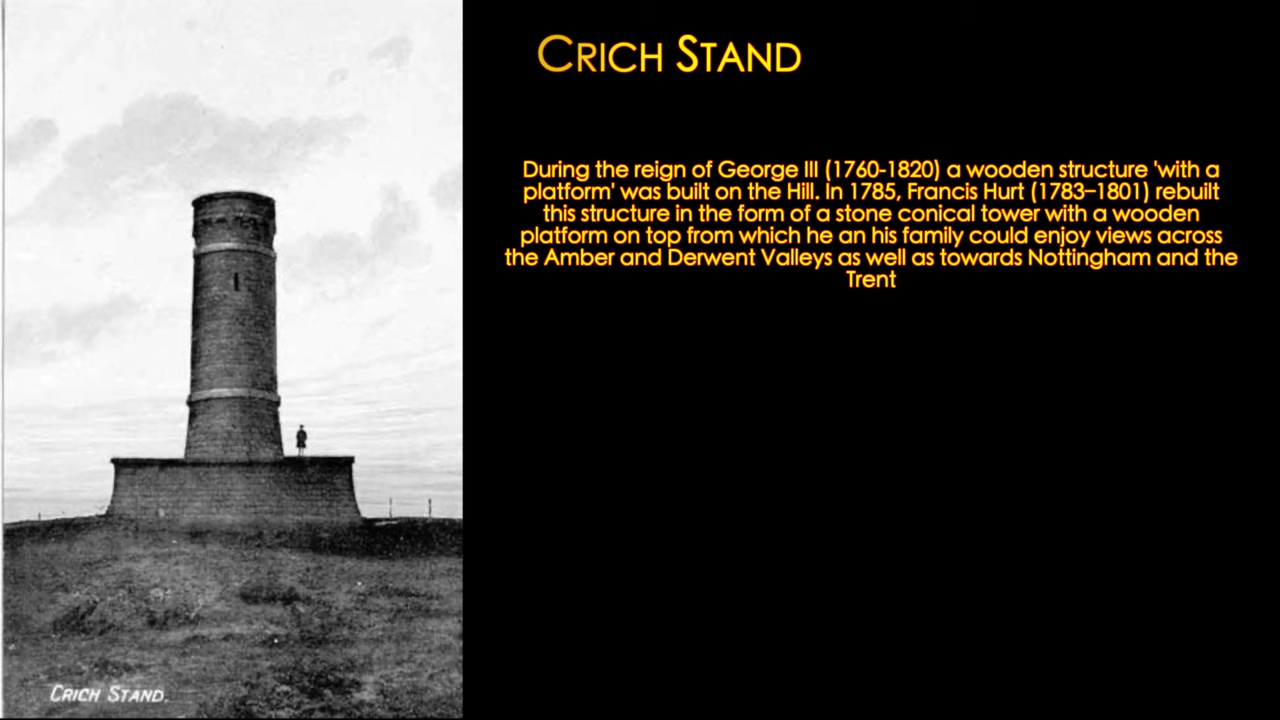 CRICH STAND
During the reign of George III (1760-1820) a wooden structure 'with a
platform' was built on the Hill. In 1785, Francis Hurt (1783–1801) rebuilt
this structure in the form of a stone conical tower with a wooden
platform on top from which he an his family could enjoy views across
the Amber and Derwent Valleys as well as towards Nottingham and the
Trent
CRICH STAND.